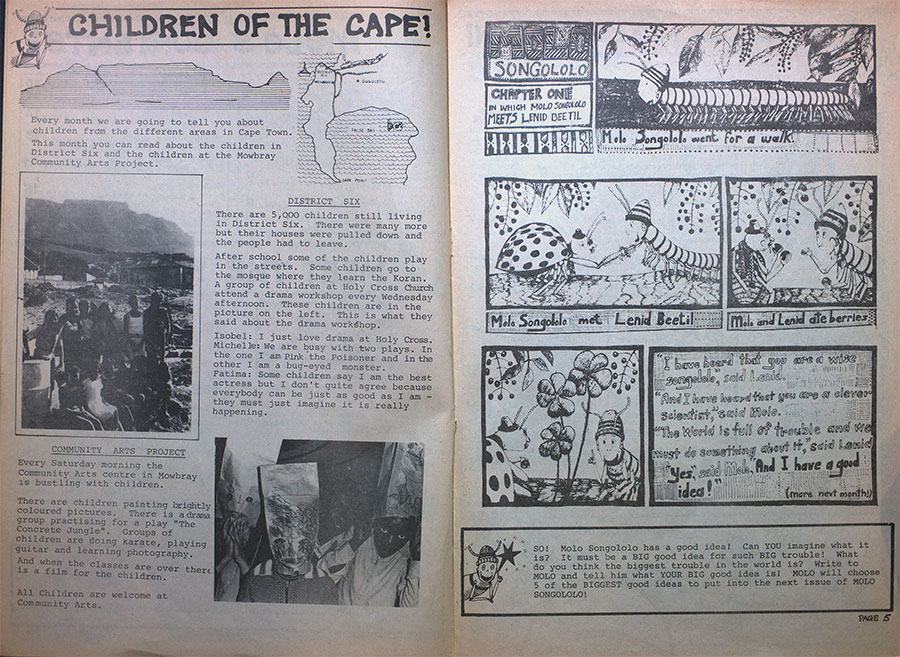 CHILDREN OF THE CAPE!
GUGULETU
FALSE BAY
CAPE POINT
Every month we are going to tell you about
children from the different areas in Cape Town.
This month you can read about the children in
District Six and the children at the Mowbray
Community Arts Project.
DISTRICT SIX
There are 5,000 children still living
in District Six. There were many more
but their houses were pulled down and
the people had to leave.
After school some of the children play
in the streets. Some children go to
the mosque where they learn the Koran.
A group of children at Holy Cross Church
attend a drama workshop every Wednesday
afternoon. These children are in the
picture on the left. This is what they
said about the drama workshop.
Isobel: I just love drama at Holy Cross.
Michelle: We are busy with two plays. In
the one I am Pink the Poisoner and in the
other I am a bug-eyed monster.
Fatima: Some children say I am the best
actress but I don't quite agree because
everybody can be just as good as I am -
they must just imagine it is really
happening.
COMMUNITY ARTS PROJECT
Every Saturday morning the
Community Arts centre in Mowbray
is bustling with children.
There are children painting brightly
coloured pictures. There is a drama
group practising for a play "The
Concrete Jungle". Groups of
children are doing karate, playing
guitar and learning photography.
And when the classes are over there
is a film for the children.
All Children are welcome at
Community Arts.
MOLO
SONGOLOLO
CHAPTER ONE
IN WHICH MOLO SONGOLOLO
MEETS LENID BEETIL
Molo Songololo went for a walk.
Molo Songololo met Lenid Beetil
Molo and Lenid ate berries
"I have heard that you are a wise
songololo, said Lenid.
"And I have heard that you are a clever
scientist," said Molo.
"The World is full of trouble and we
must do something about it," said Lenid
"Yes, said Molo. And I have a good
idea!"
(more next month!)
SO! Molo Songololo has a good idea! Can YOU imagine what it
is? It must be a BIG good idea for such BIG trouble! What
do you think the biggest trouble in the world is? Write to
MOLO and tell him what YOUR BIG good idea is! MOLO will choose
5 of the BIGGEST good ideas to put into the next issue of MOLO
SONGOLOLO!
PAGE 5